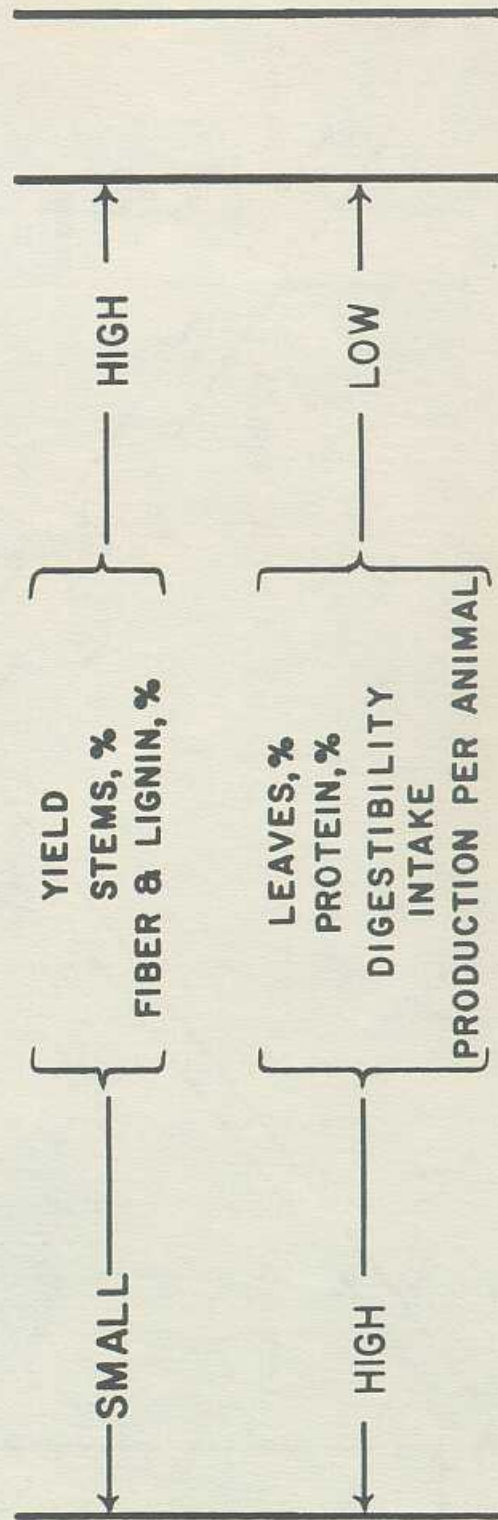 SMALL
YIELD
STEMS, %
FIBER & LIGNIN, %
HIGH
HIGH
LEAVES, %
PROTEIN, %
DIGESTIBILITY
INTAKE
PRODUCTION PER ANIMAL
LOW